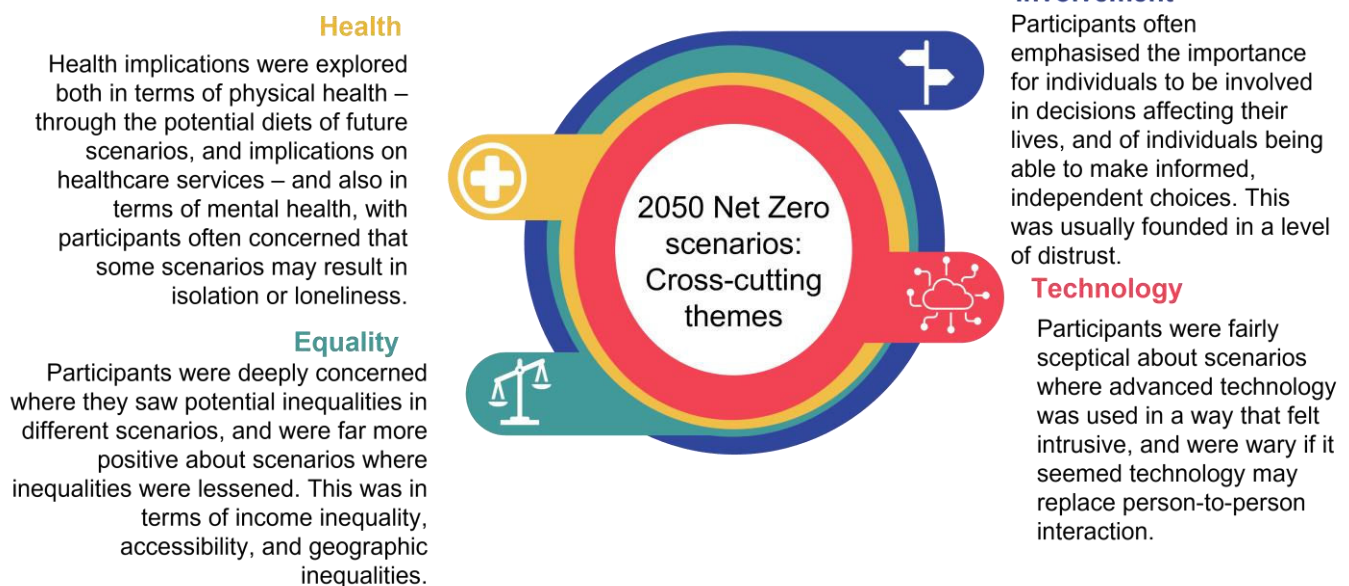 Health
Health implications were explored
both in terms of physical health –
through the potential diets of future
scenarios, and implications on
healthcare services – and also in
terms of mental health, with
participants often concerned that
some scenarios may result in
isolation or loneliness.
Equality
Participants were deeply concerned
where they saw potential inequalities in
different scenarios, and were far more
positive about scenarios where
inequalities were lessened. This was in
terms of income inequality,
accessibility, and geographic
inequalities.
2050 Net Zero
scenarios:
Cross-cutting
themes
Involvement
Participants often
emphasised the importance
for individuals to be involved
in decisions affecting their
lives, and of individuals being
able to make informed,
independent choices. This
was usually founded in a level
of distrust.
Technology
Participants were fairly
sceptical about scenarios
where advanced technology
was used in a way that felt
intrusive, and were wary if it
seemed technology may
replace person-to-person
interaction.